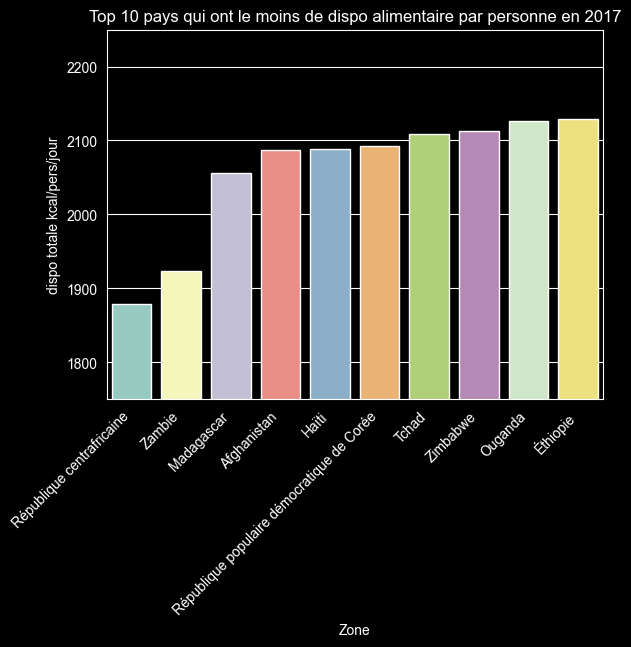 Top 10 pays qui ont le moins de dispo alimentaire par personne en 2017
dispo totale kcal/pers/jour
2200
2100
2000
1900
1800
République centrafricaine
Zambie
Madagascar
Afghanistan
Haïti
République populaire démocratique de Corée
Tchad
Zimbabwe
Ouganda
Éthiopie
Zone